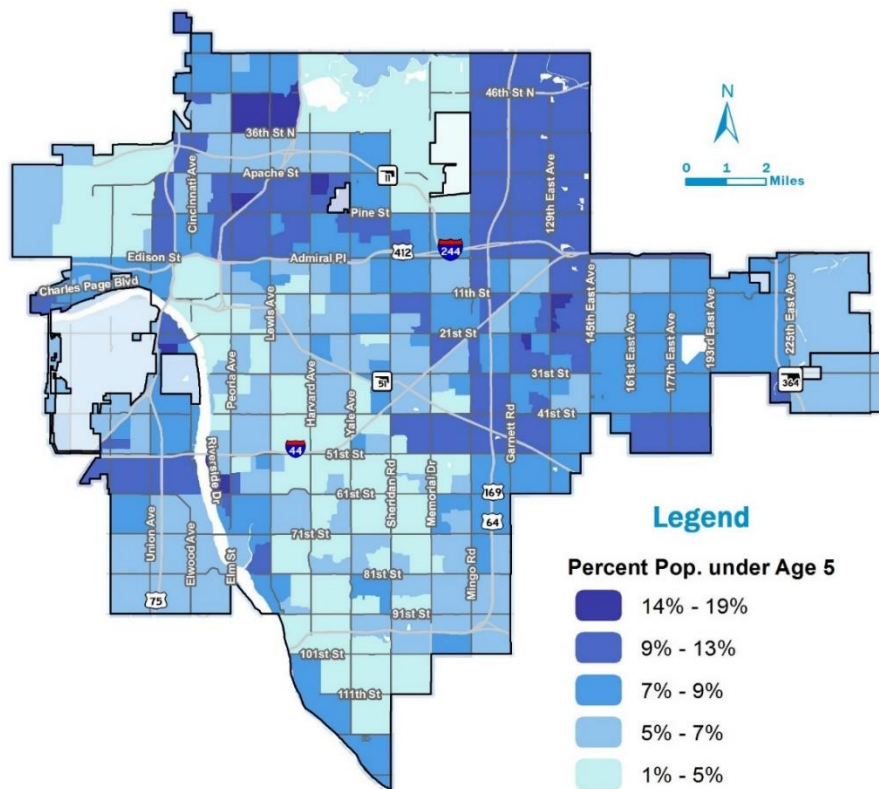 46th St N
36th St N
Apache St
11
Cincinnati Ave
129th East Ave
Pine St
412
244
Edison St
Admiral Pl
Charles Page Blvd
11th St
Lewis Ave
21st St
145th East Ave
161st East Ave
177th East Ave
193rd East Ave
225th East Ave
Peoria Ave
Harvard Ave
Yale Ave
51
31st St
364
41st St
Garnett Rd
44
51st St
Riverside Dr
Sheridan Rd
Memorial Dr
61st St
169
64
Union Ave
Elwood Ave
Elm St
71st St
81st St
Mingo Rd
75
91st St
101st St
111th St
N
0 1 2
Miles
Legend
Percent Pop. under Age 5
14% - 19%
9% - 13%
7% - 9%
5% - 7%
1% - 5%